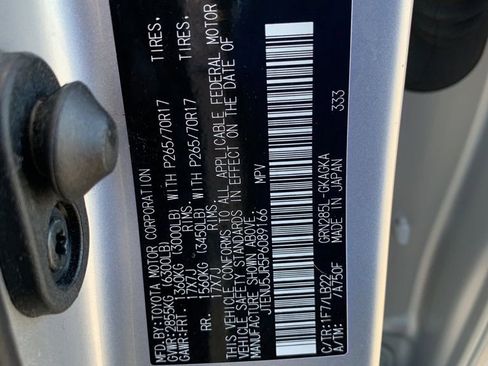 MFD.BY:TOYOTA MOTOR CORPORATION
GVWR:2855KG (6300LB)
GAWR:FRT. 1360KG (3000LB) WITH P265/70R17 TIRES.
17X7J RIMS.
RR. 1560KG (3450LB) WITH P265/70R17 TIRES.
17X7J RIMS.
THIS VEHICLE CONFORMS TO ALL APPLICABLE FEDERAL MOTOR
VEHICLE SAFETY STANDARDS IN EFFECT ON THE DATE OF
MANUFACTURE SHOWN ABOVE.
JTENU5JR5P6089166 MPV
C/TR:1F7/LB22/ GRN285L-GKAGKA
A/TM: /A750F MADE IN JAPAN 333